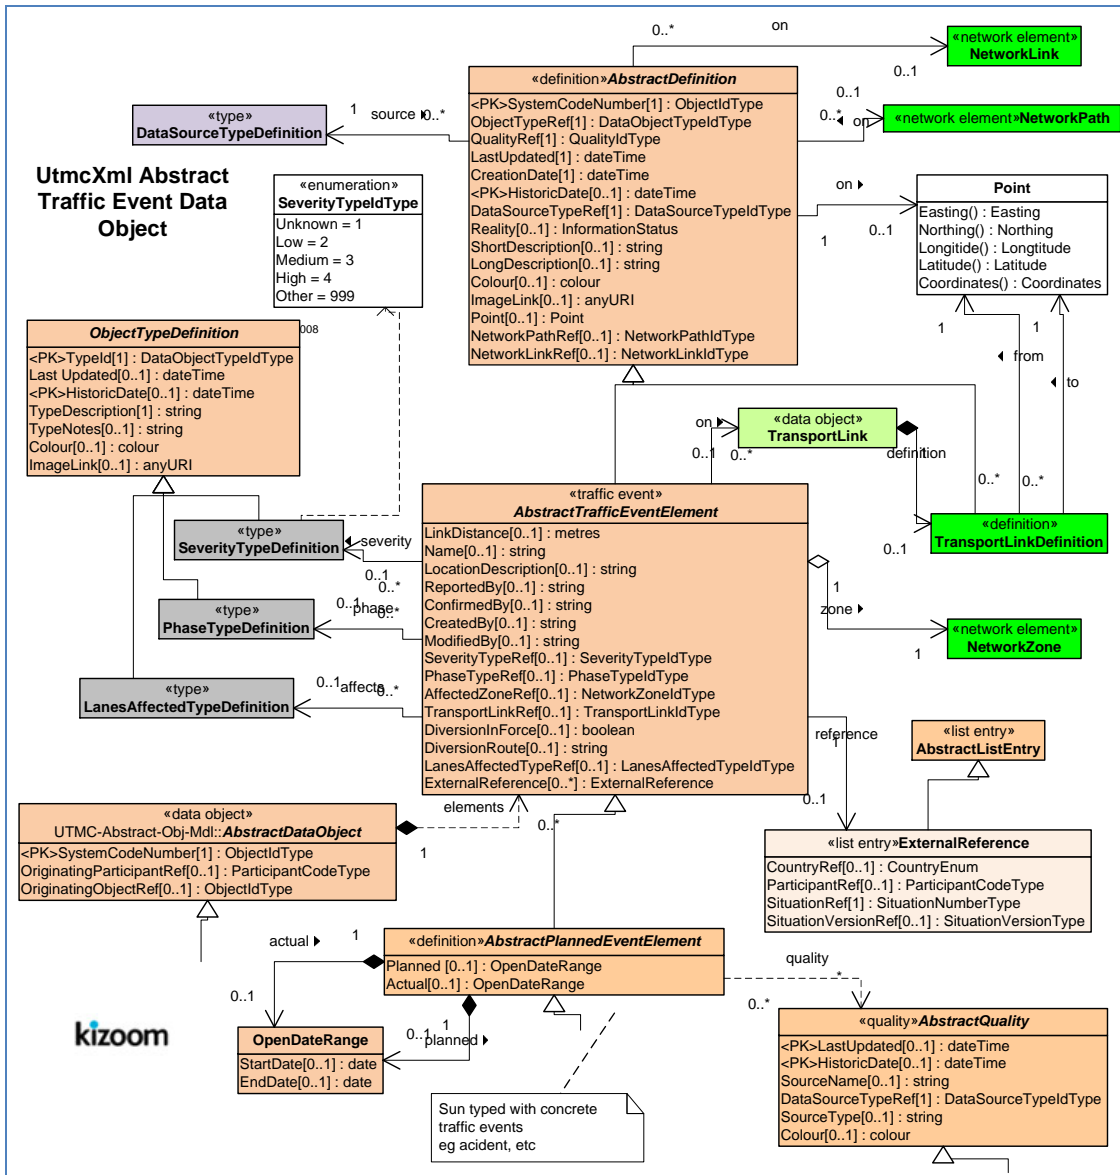 0..*
on
«network element»
NetworkLink
0..1
«definition»AbstractDefinition
<PK>SystemCodeNumber[1] : ObjectIdType
ObjectTypeRef[1] : DataObjectTypeIdType
QualityRef[1] : QualityIdType
LastUpdated[1] : dateTime
CreationDate[1] : dateTime
<PK>HistoricDate[0..1] : dateTime
DataSourceTypeRef[1] : DataSourceTypeIdType
Reality[0..1] : InformationStatus
ShortDescription[0..1] : string
LongDescription[0..1] : string
Colour[0..1] : colour
ImageLink[0..1] : anyURI
Point[0..1] : Point
NetworkPathRef[0..1] : NetworkPathIdType
NetworkLinkRef[0..1] : NetworkLinkIdType
«type»
DataSourceTypeDefinition
1
source
0..*
0..1
0..*
on
«network element»NetworkPath
UtmcXml Abstract
Traffic Event Data
Object
«enumeration»
SeverityTypeIdType
Unknown = 1
Low = 2
Medium = 3
High = 4
Other = 999
on
1
0..1
Point
Easting() : Easting
Northing() : Northing
Longitide() : Longtitude
Latitude() : Latitude
Coordinates() : Coordinates
008
ObjectTypeDefinition
<PK>TypeId[1] : DataObjectTypeIdType
Last Updated[0..1] : dateTime
<PK>HistoricDate[0..1] : dateTime
TypeDescription[1] : string
TypeNotes[0..1] : string
Colour[0..1] : colour
ImageLink[0..1] : anyURI
1
1
from
to
on
0..1
0..*
«data object»
TransportLink
1
definition
0..*
0..*
0..1
«definition»
TransportLinkDefinition
«traffic event»
AbstractTrafficEventElement
LinkDistance[0..1] : metres
Name[0..1] : string
LocationDescription[0..1] : string
ReportedBy[0..1] : string
ConfirmedBy[0..1] : string
CreatedBy[0..1] : string
ModifiedBy[0..1] : string
SeverityTypeRef[0..1] : SeverityTypeIdType
PhaseTypeRef[0..1] : PhaseTypeIdType
AffectedZoneRef[0..1] : NetworkZoneIdType
TransportLinkRef[0..1] : TransportLinkIdType
DiversionInForce[0..1] : boolean
DiversionRoute[0..1] : string
LanesAffectedTypeRef[0..1] : LanesAffectedTypeIdType
ExternalReference[0..*] : ExternalReference
«type»
SeverityTypeDefinition
severity
0..1
0..*
«type»
PhaseTypeDefinition
0..1
phase
0..*
«type»
LanesAffectedTypeDefinition
0..1
affects
0..*
1
zone
1
«network element»
NetworkZone
reference
1
0..1
«list entry»
AbstractListEntry
elements
0..*
1
«data object»
UTMC-Abstract-Obj-Mdl::AbstractDataObject
<PK>SystemCodeNumber[1] : ObjectIdType
OriginatingParticipantRef[0..1] : ParticipantCodeType
OriginatingObjectRef[0..1] : ObjectIdType
«list entry»ExternalReference
CountryRef[0..1] : CountryEnum
ParticipantRef[0..1] : ParticipantCodeType
SituationRef[1] : SituationNumberType
SituationVersionRef[0..1] : SituationVersionType
actual
1
0..1
«definition»AbstractPlannedEventElement
Planned [0..1] : OpenDateRange
Actual[0..1] : OpenDateRange
quality
*
0..*
kizoom
OpenDateRange
StartDate[0..1] : date
EndDate[0..1] : date
0..1
1
planned
«quality»AbstractQuality
<PK>LastUpdated[0..1] : dateTime
<PK>HistoricDate[0..1] : dateTime
SourceName[0..1] : string
DataSourceTypeRef[1] : DataSourceTypeIdType
SourceType[0..1] : string
Colour[0..1] : colour
Sun typed with concrete
traffic events
eg acident, etc